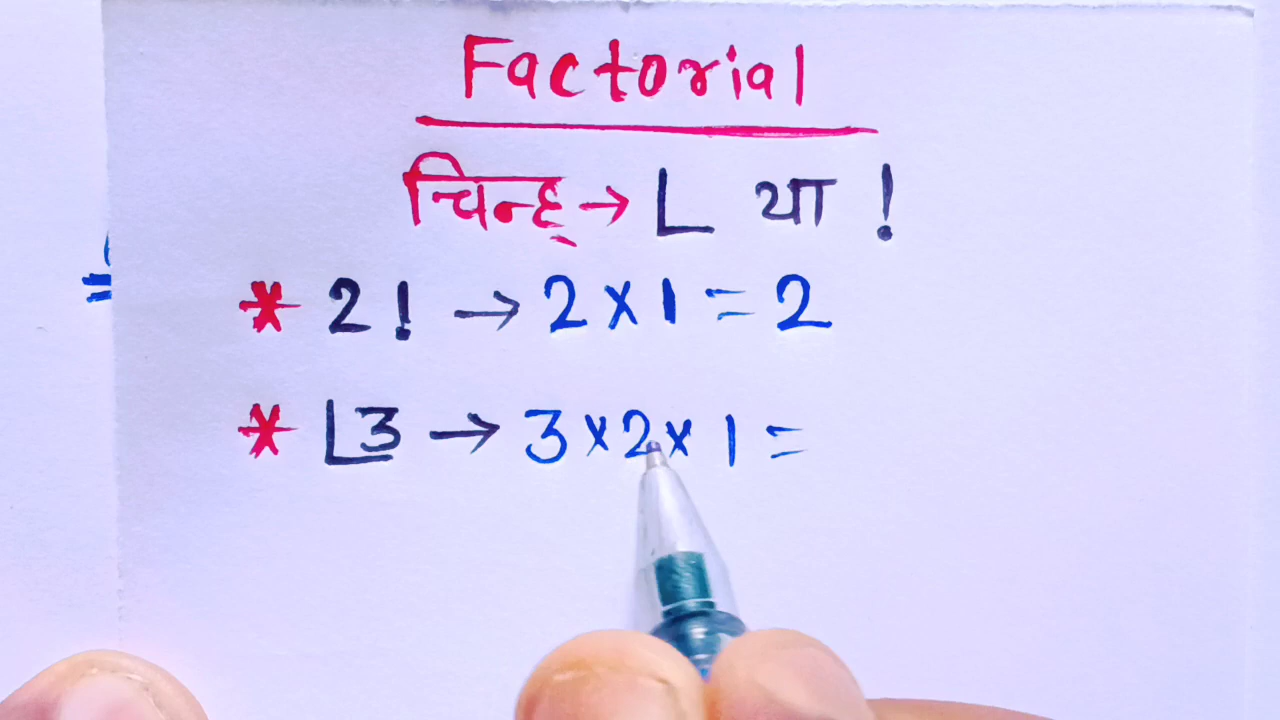 Factorial
चिन्ह् → L या !
=
* 2! → 2×1 = 2
* L3 → 3×2×1 =